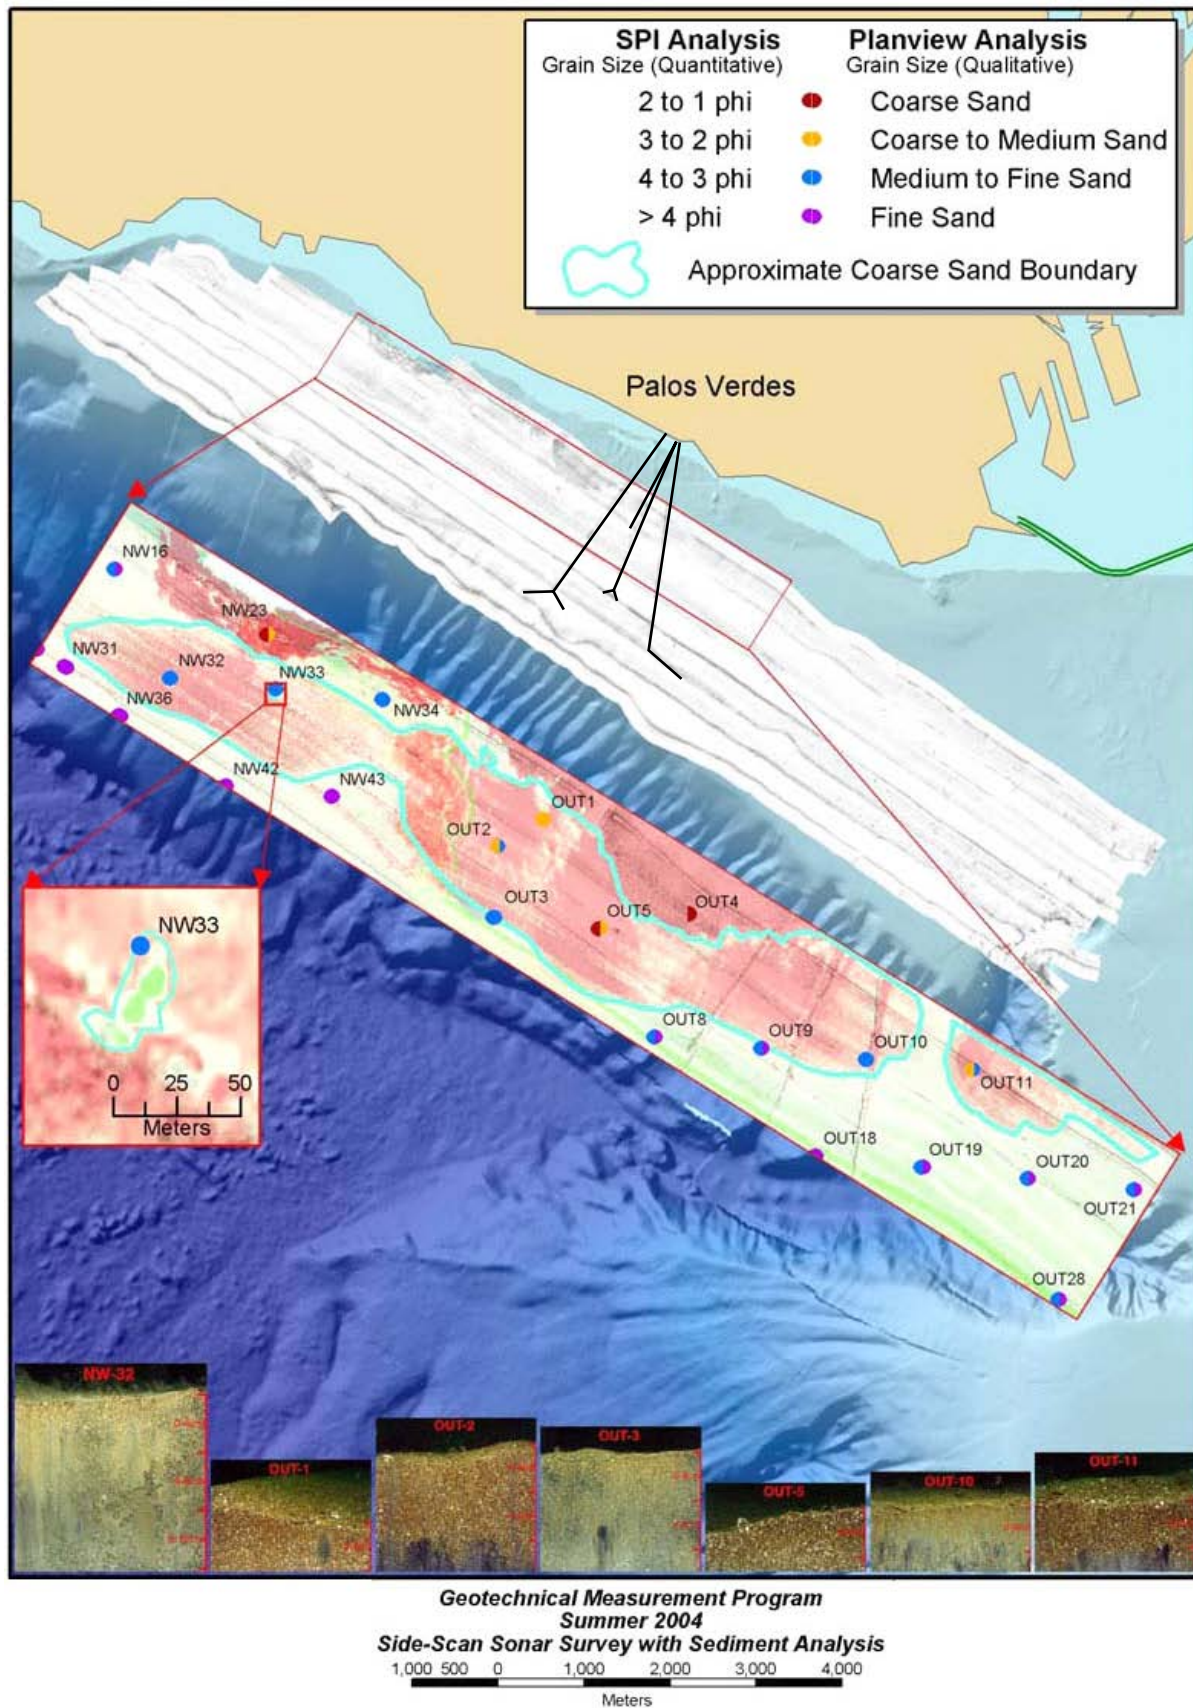 SPI Analysis Planview Analysis
Grain Size (Quantitative) Grain Size (Qualitative)
2 to 1 phi Coarse Sand
3 to 2 phi Coarse to Medium Sand
4 to 3 phi Medium to Fine Sand
> 4 phi Fine Sand
Approximate Coarse Sand Boundary
Palos Verdes
NW16
NW23
NW31
NW32
NW33
NW36
NW34
NW42
NW43
OUT1
OUT2
OUT3
OUT5
OUT4
OUT8
OUT9
OUT10
OUT11
OUT18
OUT19
OUT20
OUT21
OUT28
NW33
0 25 50
Meters
NW-32
OUT-1
OUT-2
OUT-3
OUT-5
OUT-10
OUT-11
Geotechnical Measurement Program
Summer 2004
Side-Scan Sonar Survey with Sediment Analysis
1,000 500 0 1,000 2,000 3,000 4,000
Meters